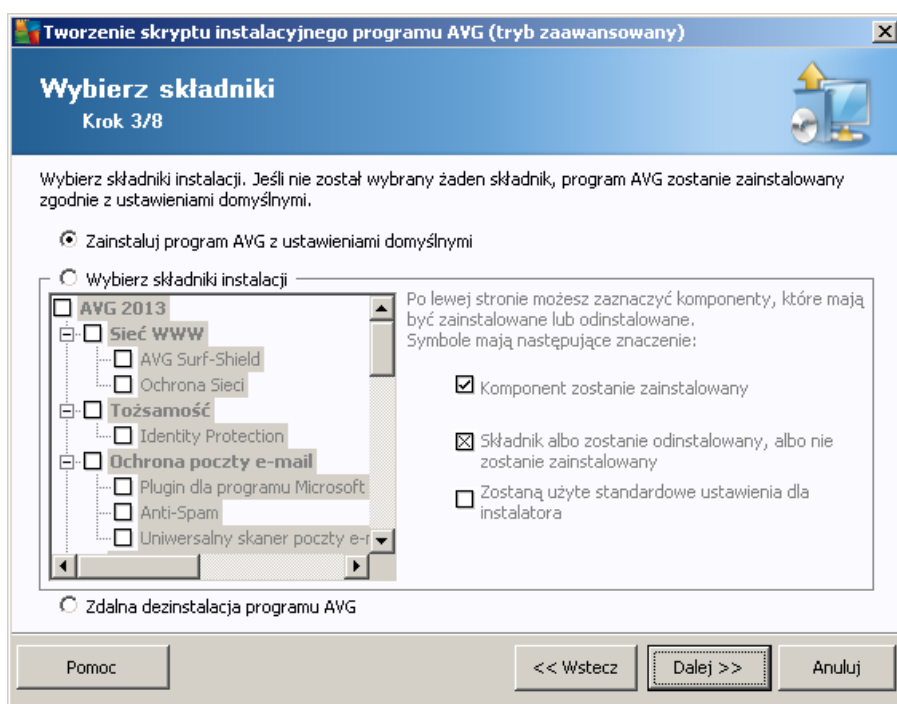 Tworzenie skryptu instalacyjnego programu AVG (tryb zaawansowany)
Wybierz składniki
Krok 3/8
Wybierz składniki instalacji. Jeśli nie został wybrany żaden składnik, program AVG zostanie zainstalowany
zgodnie z ustawieniami domyślnymi.
Zainstaluj program AVG z ustawieniami domyślnymi
Wybierz składniki instalacji
AVG 2013
Sieć WWW
AVG Surf-Shield
Ochrona Sieci
Tożsamość
Identity Protection
Ochrona poczty e-mail
Plugin dla programu Microsoft
Anti-Spam
Uniwersalny skaner poczty e-r
Po lewej stronie możesz zaznaczyć komponenty, które mają
być zainstalowane lub odinstalowane.
Symbole mają następujące znaczenie:
Komponent zostanie zainstalowany
Składnik albo zostanie odinstalowany, albo nie
zostanie zainstalowany
Zostaną użyte standardowe ustawienia dla
instalatora
Zdalna dezinstalacja programu AVG
Pomoc
<< Wstecz
Dalej >>
Anuluj